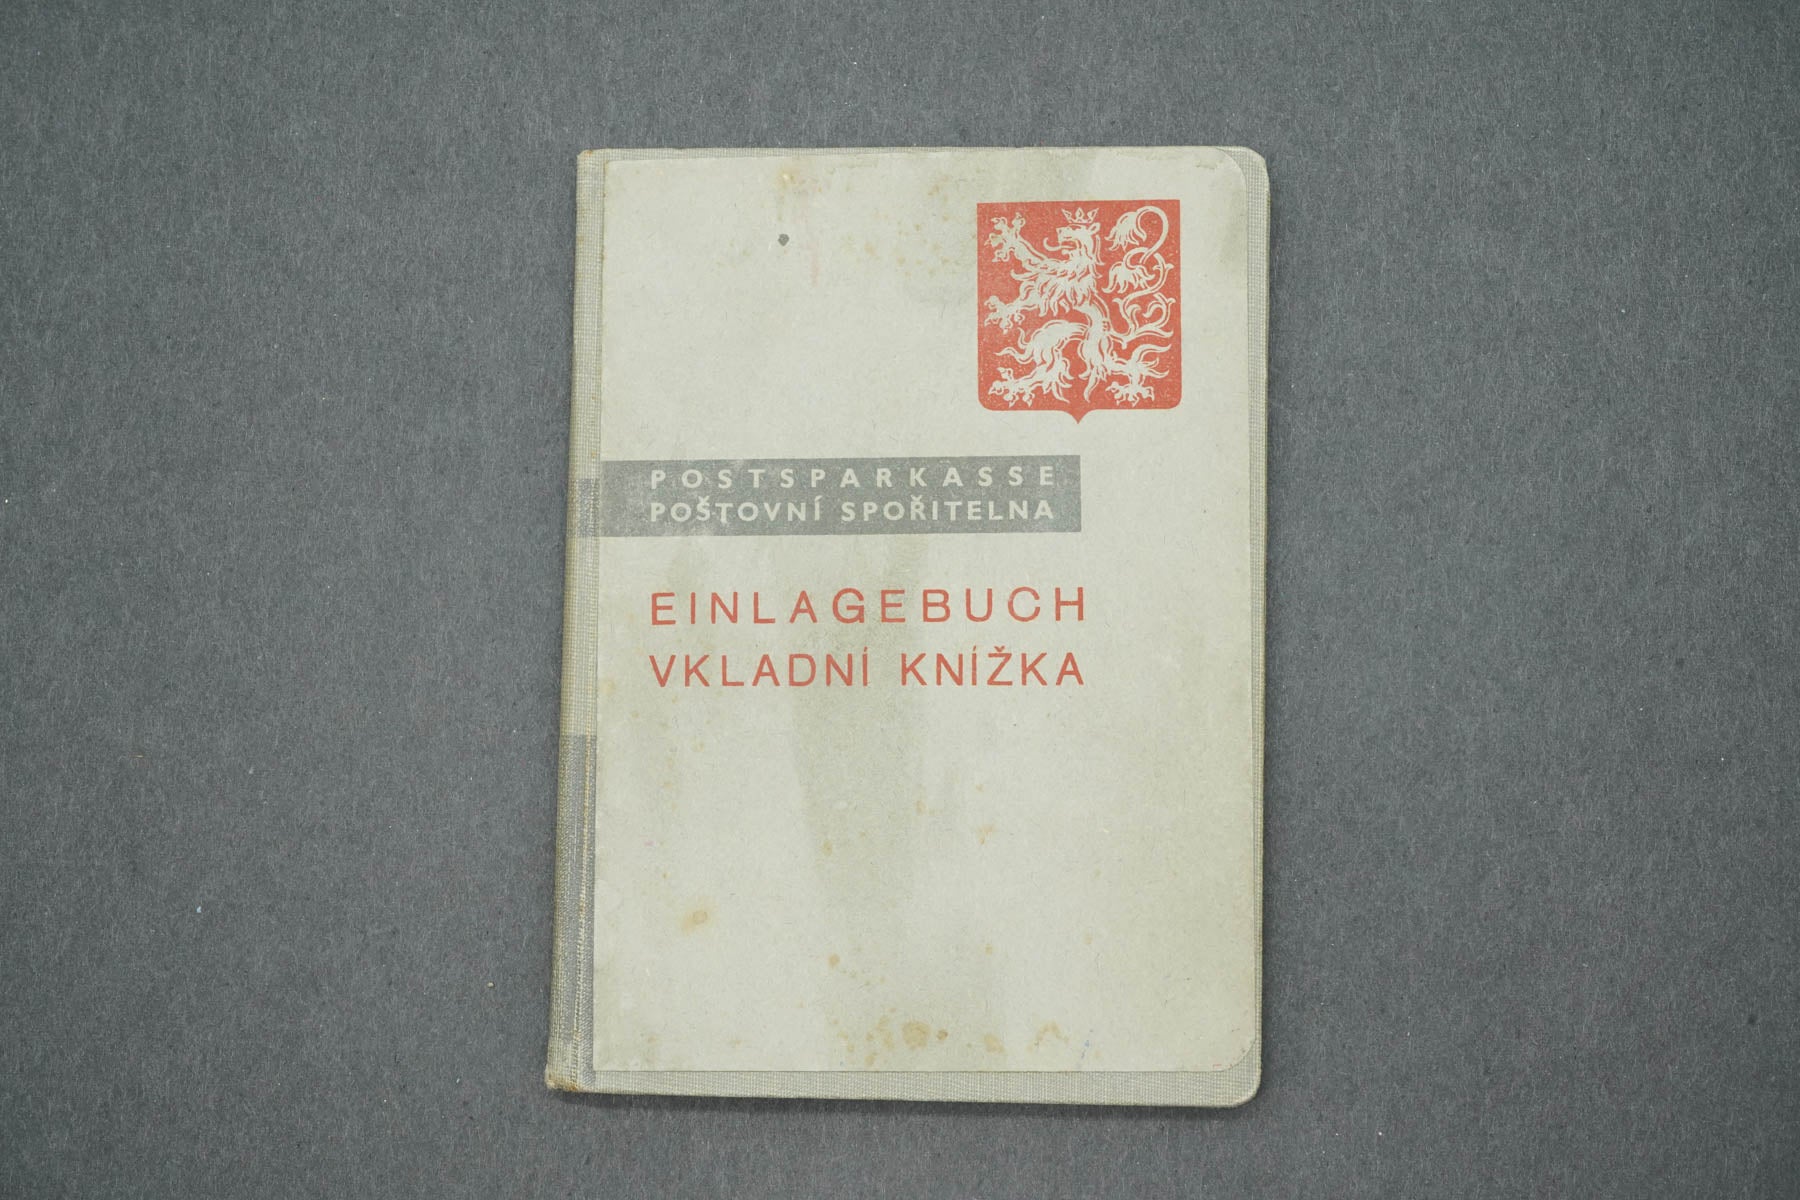 POSTSPARKASSE
POŠTOVNÍ SPOŘITELNA
EINLAGEBUCH
VKLADNÍ KNÍŽKA